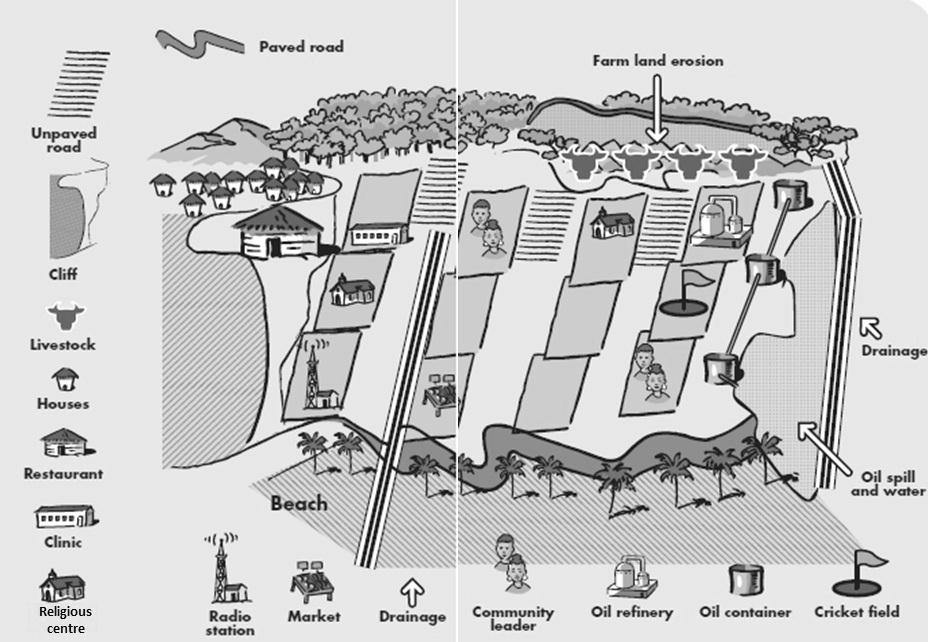 Paved road
Farm land erosion
Unpaved
road
Cliff
Livestock
Houses
Restaurant
Clinic
Religious
centre
Drainage
Oil spill
and water
Beach
Radio
station
Market
Drainage
Community
leader
Oil refinery
Oil container
Cricket field